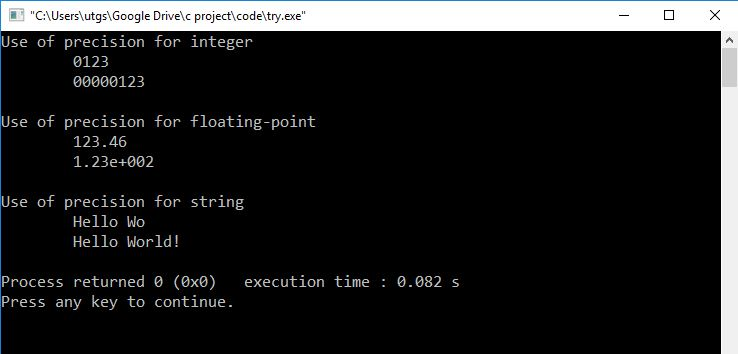 "C:\Users\utgs\Google Drive\c project\code\try.exe"
Use of precision for integer
0123
00000123
Use of precision for floating-point
123.46
1.23e+002
Use of precision for string
Hello Wo
Hello World!
Process returned 0 (0x0)   execution time : 0.082 s
Press any key to continue.